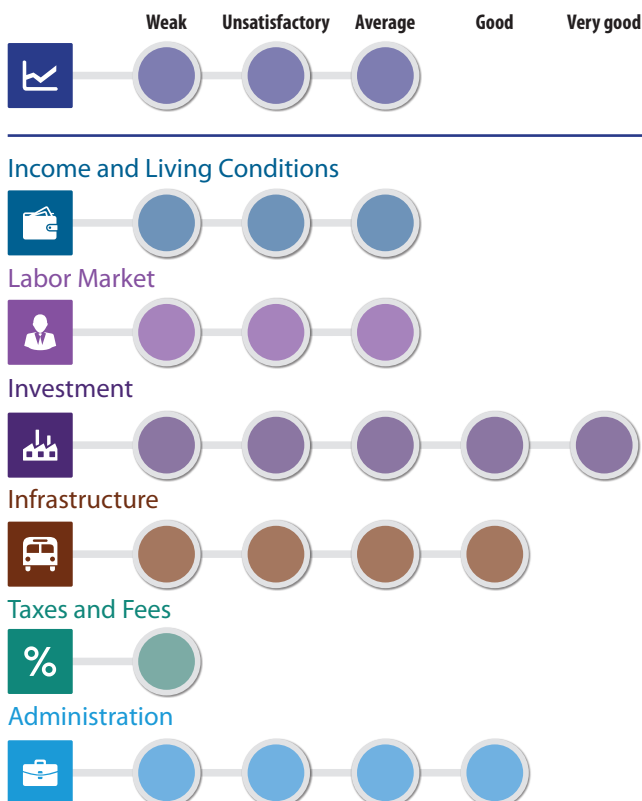 Weak Unsatisfactory Average Good Very good
Income and Living Conditions
Labor Market
Investment
Infrastructure
Taxes and Fees
%
Administration